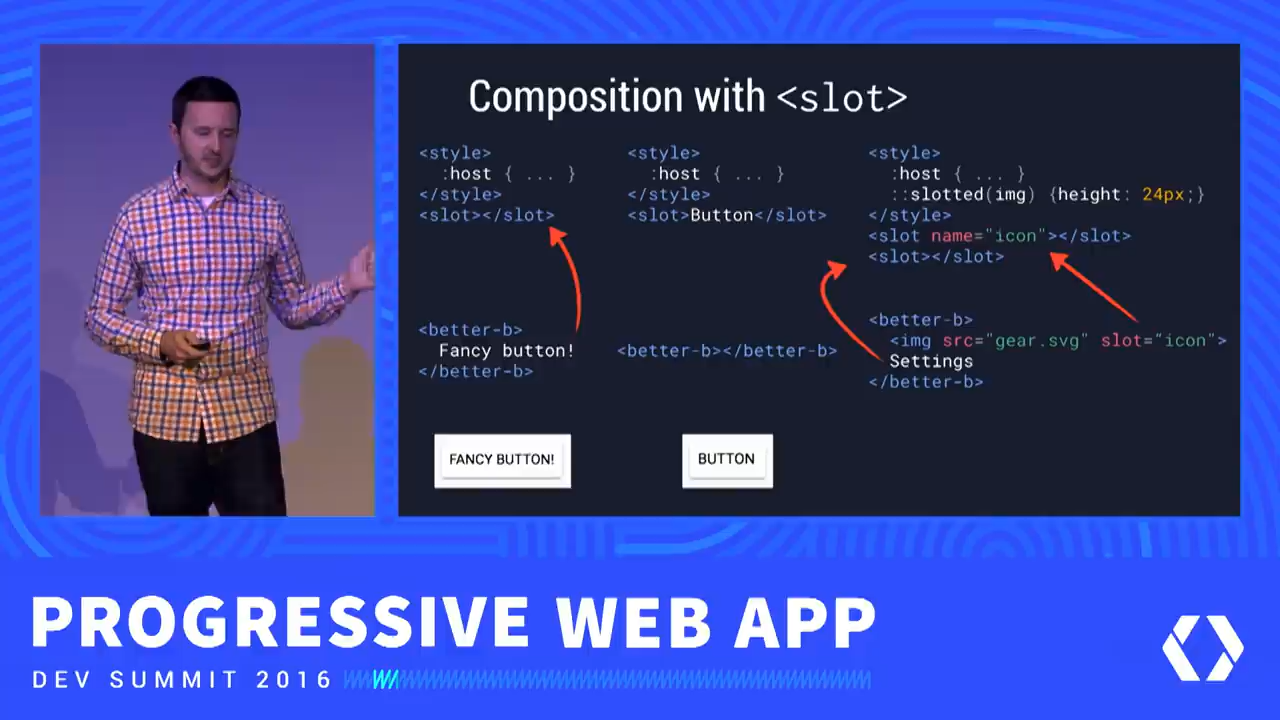 Composition with <slot>
<style>
:host { ... }
</style>
<slot></slot>
<better-b>
Fancy button!
</better-b>
FANCY BUTTON!
<style>
:host { ... }
</style>
<slot>Button</slot>
<better-b></better-b>
BUTTON
<style>
:host { ... }
::slotted(img) {height: 24px;}
</style>
<slot name="icon"></slot>
<slot></slot>
<better-b>
<img src="gear.svg" slot="icon">
Settings
</better-b>
PROGRESSIVE WEB APP
DEV SUMMIT 2016